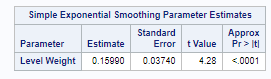 Simple Exponential Smoothing Parameter Estimates
Parameter Estimate Standard Error t Value Approx Pr > |t|
Level Weight 0.15990 0.03740 4.28 <.0001